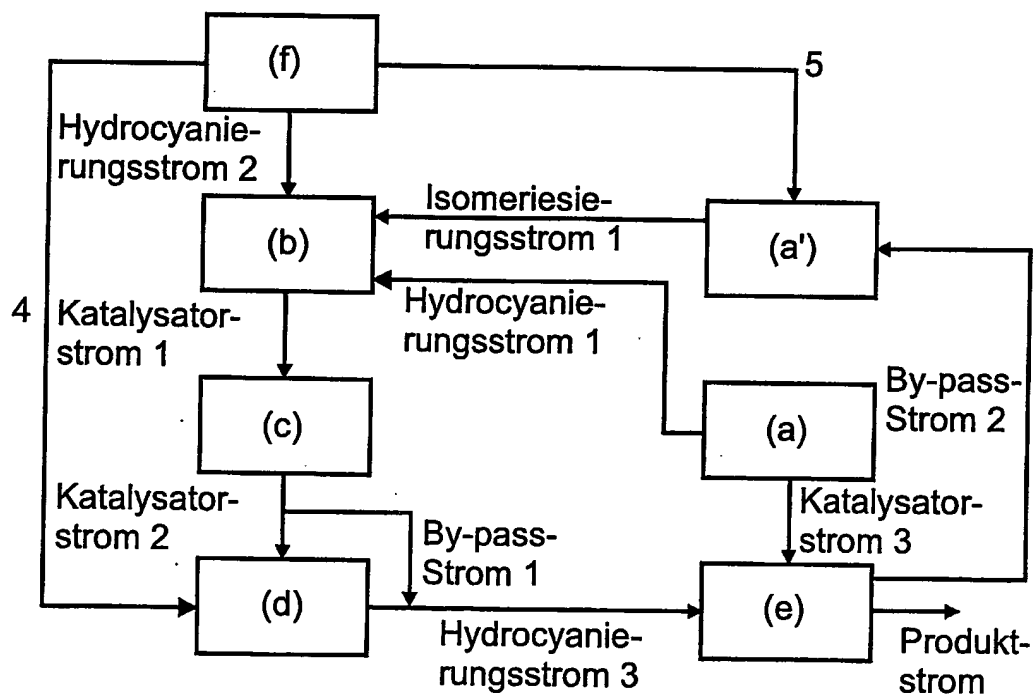 (f)
5
Hydrocyanie-
rungsstrom 2
Isomeriesie-
rungsstrom 1
(b)
(a')
4
Hydrocyanie-
rungsstrom 1
Katalysator-
strom 1
By-pass-
Strom 2
(c)
(a)
Katalysator-
strom 2
Katalysator-
strom 3
By-pass-
Strom 1
(d)
(e)
Hydrocyanie-
rungsstrom 3
Produkt-
strom